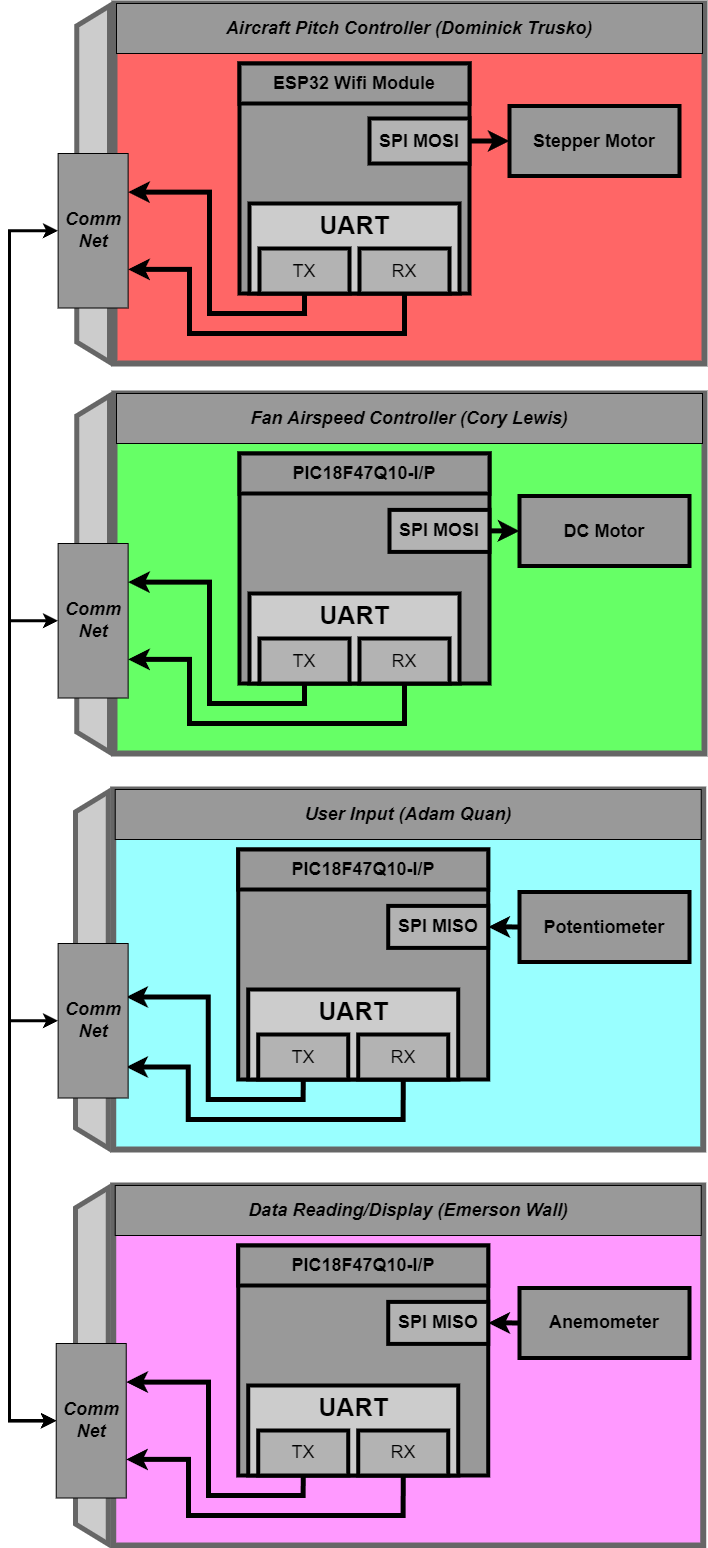 Aircraft Pitch Controller (Dominick Trusko)
ESP32 Wifi Module
SPI MOSI
Stepper Motor
Comm
Net
UART
TX
RX
Fan Airspeed Controller (Cory Lewis)
PIC18F47Q10-I/P
SPI MOSI
DC Motor
Comm
Net
UART
TX
RX
User Input (Adam Quan)
PIC18F47Q10-I/P
SPI MISO
Potentiometer
Comm
Net
UART
TX
RX
Data Reading/Display (Emerson Wall)
PIC18F47Q10-I/P
SPI MISO
Anemometer
Comm
Net
UART
TX
RX